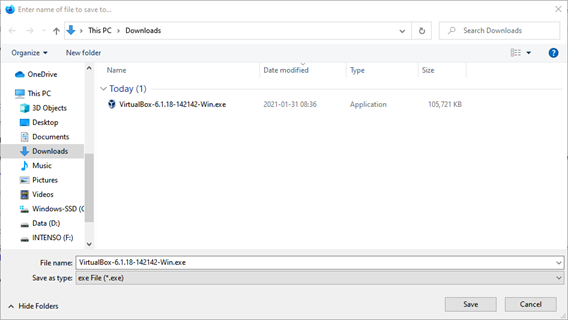 Enter name of file to save to...
This PC > Downloads
Search Downloads
Organize
New folder
Name
Date modified
Type
Size
OneDrive
This PC
3D Objects
Desktop
Documents
Downloads
Music
Pictures
Videos
Windows-SSD (C
Data (D:)
INTENSO (F:)
Today (1)
VirtualBox-6.1.18-142142-Win.exe 2021-01-31 08:36 Application 105,721 KB
File name: VirtualBox-6.1.18-142142-Win.exe
Save as type: exe File (*.exe)
Hide Folders
Save
Cancel